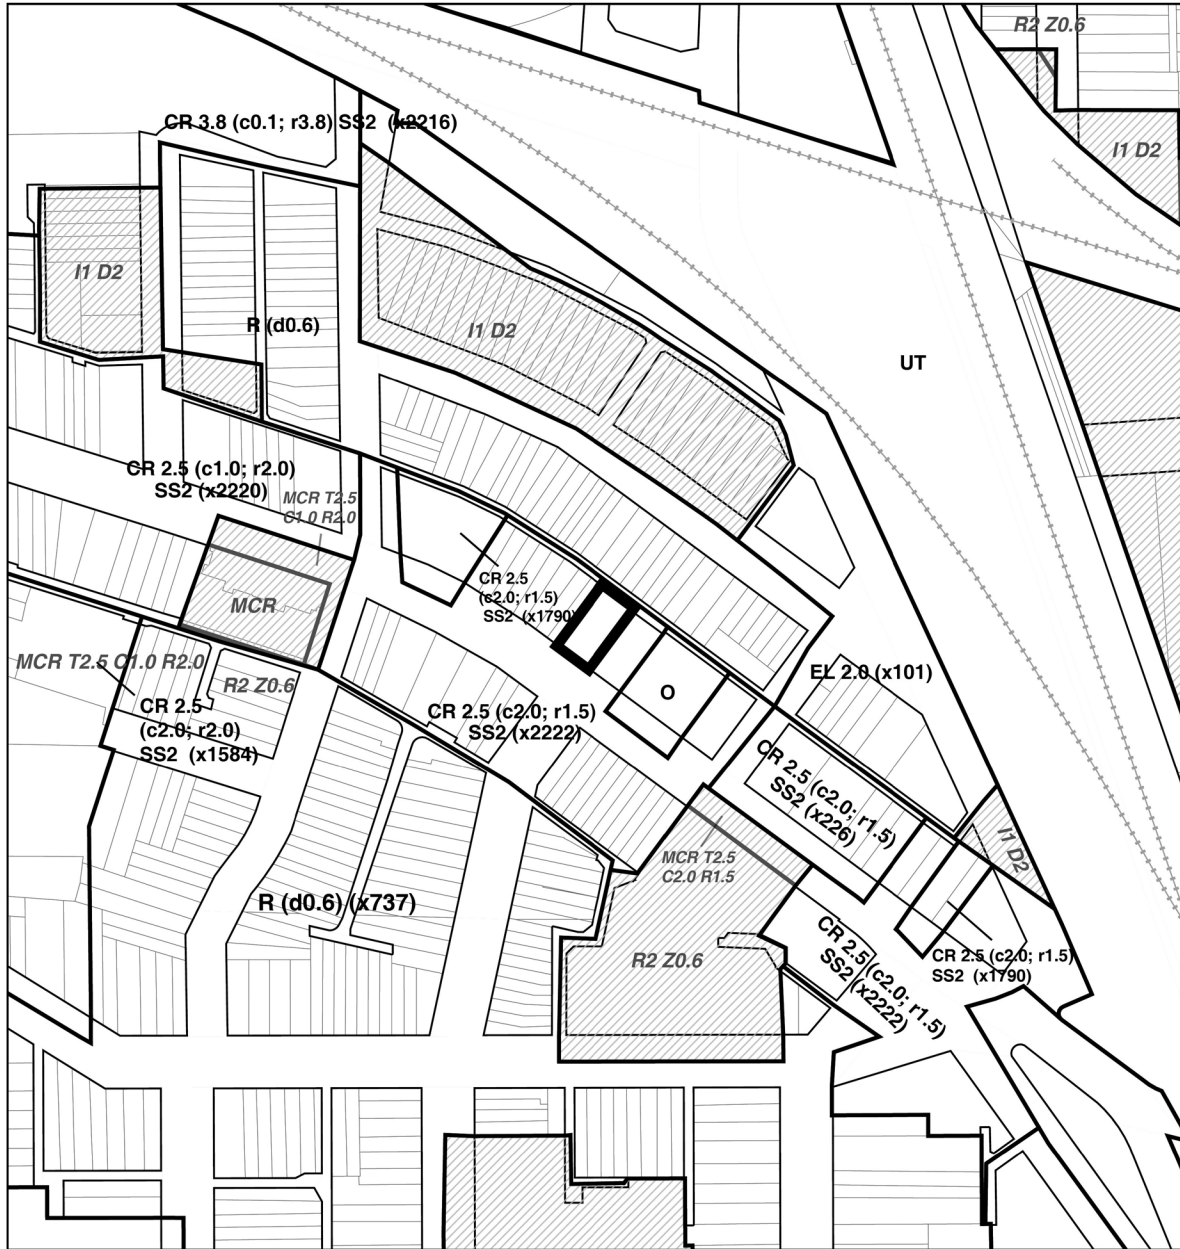 R2 Z0.6
CR 3.8 (c0.1; r3.8) SS2 (x2216)
I1 D2
I1 D2
R (d0.6)
I1 D2
UT
CR 2.5 (c1.0; r2.0)
SS2 (x2220)
MCR T2.5
C1.0 R2.0
CR 2.5
(c2.0; r1.5)
SS2 (x1790)
MCR
MCR T2.5 C1.0 R2.0
R2 Z0.6
EL 2.0 (x101)
O
CR 2.5
(c2.0; r2.0)
SS2 (x1584)
CR 2.5 (c2.0; r1.5)
SS2 (x2222)
CR 2.5 (c2.0; r1.5)
SS2 (x226)
I1 D2
MCR T2.5
C2.0 R1.5
R (d0.6) (x737)
R2 Z0.6
CR 2.5 (c2.0; r1.5)
SS2 (x2222)
CR 2.5 (c2.0; r1.5)
SS2 (x1790)